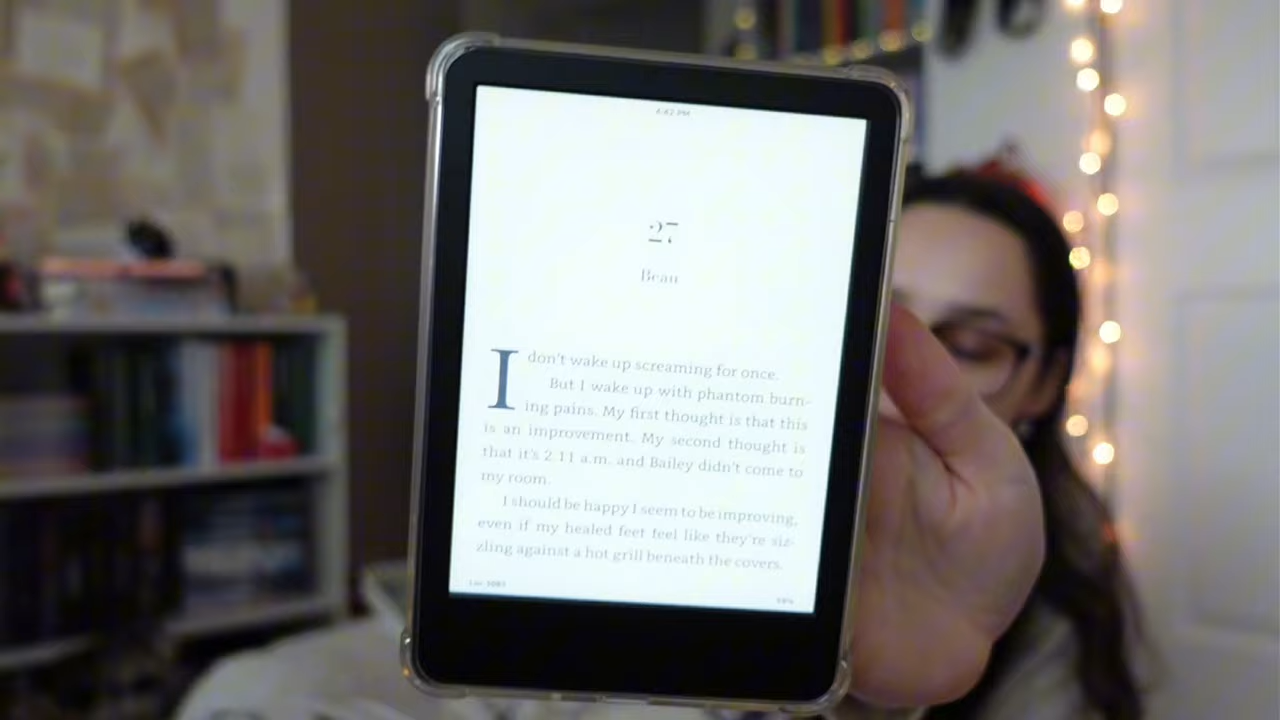 27
Beau
I don't wake up screaming for once.
But I wake up with phantom burn-
ing pains. My first thought is that this
is an improvement. My second thought is
that it's 2.11 a.m. and Bailey didn't come to
my room.
I should be happy I seem to be improving,
even if my healed feet feel like they're siz-
zling against a hot grill beneath the covers.